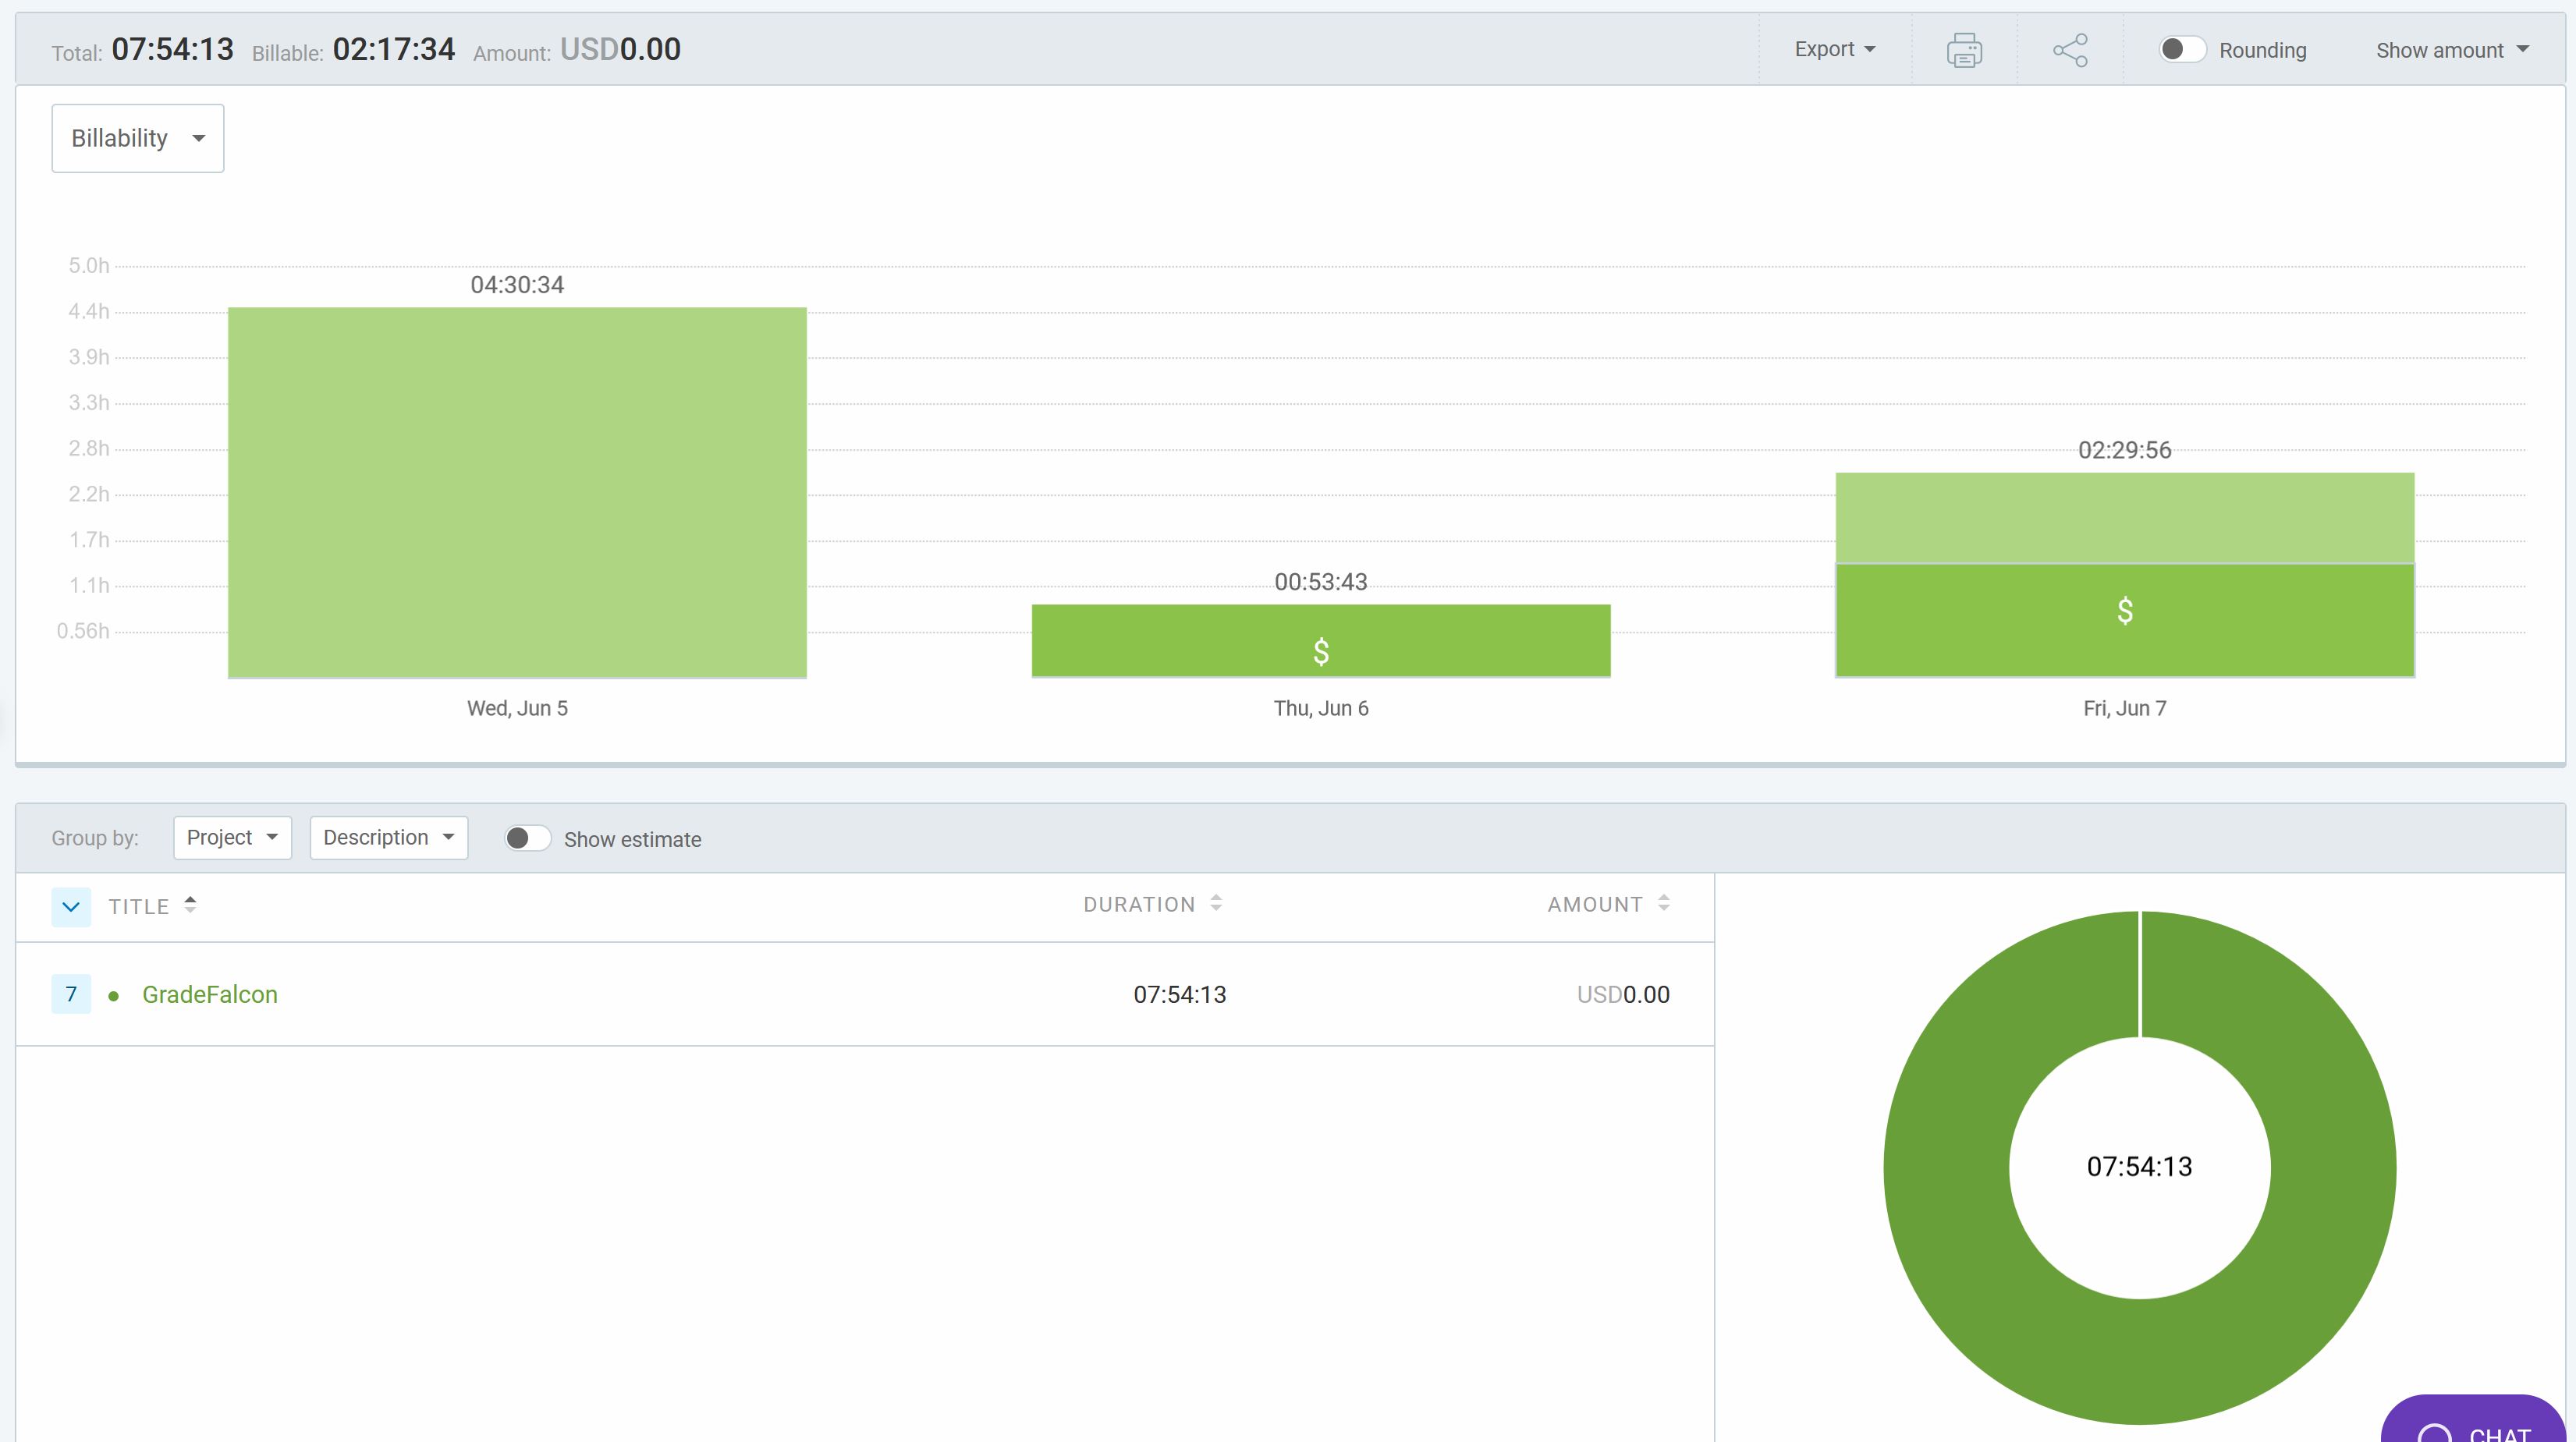 Total: 07:54:13 Billable: 02:17:34 Amount: USD0.00 Export Rounding Show amount
Billability
5.0h
04:30:34
4.4h
3.9h
3.3h
2.8h
02:29:56
2.2h
1.7h
1.1h
00:53:43
0.56h
$
$
Wed, Jun 5 Thu, Jun 6 Fri, Jun 7
Group by: Project Description Show estimate
TITLE DURATION AMOUNT
7 GradeFalcon 07:54:13 USD0.00
07:54:13
CHAT